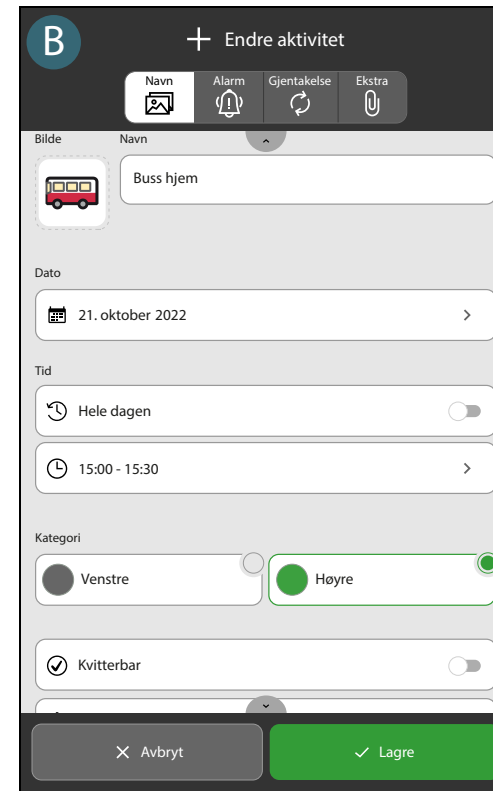 B
Endre aktivitet
Navn Alarm Gjentakelse Ekstra
Bilde Navn
Buss hjem
Dato
21. oktober 2022
Tid
Hele dagen
15:00 - 15:30
Kategori
Venstre Høyre
Kvitterbar
Avbryt Lagre